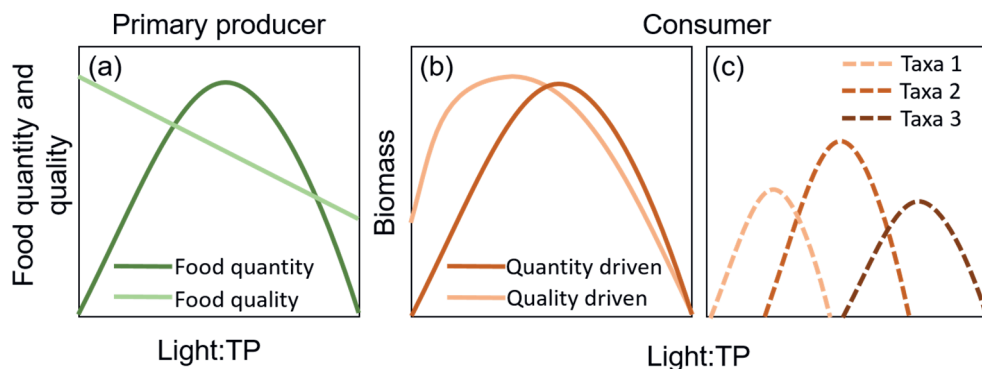 Primary producer
Consumer
(a)
(b)
(c)
Taxa 1
Taxa 2
Taxa 3
Food quantity and
quality
Biomass
Food quantity
Food quality
Quantity driven
Quality driven
Light:TP
Light:TP